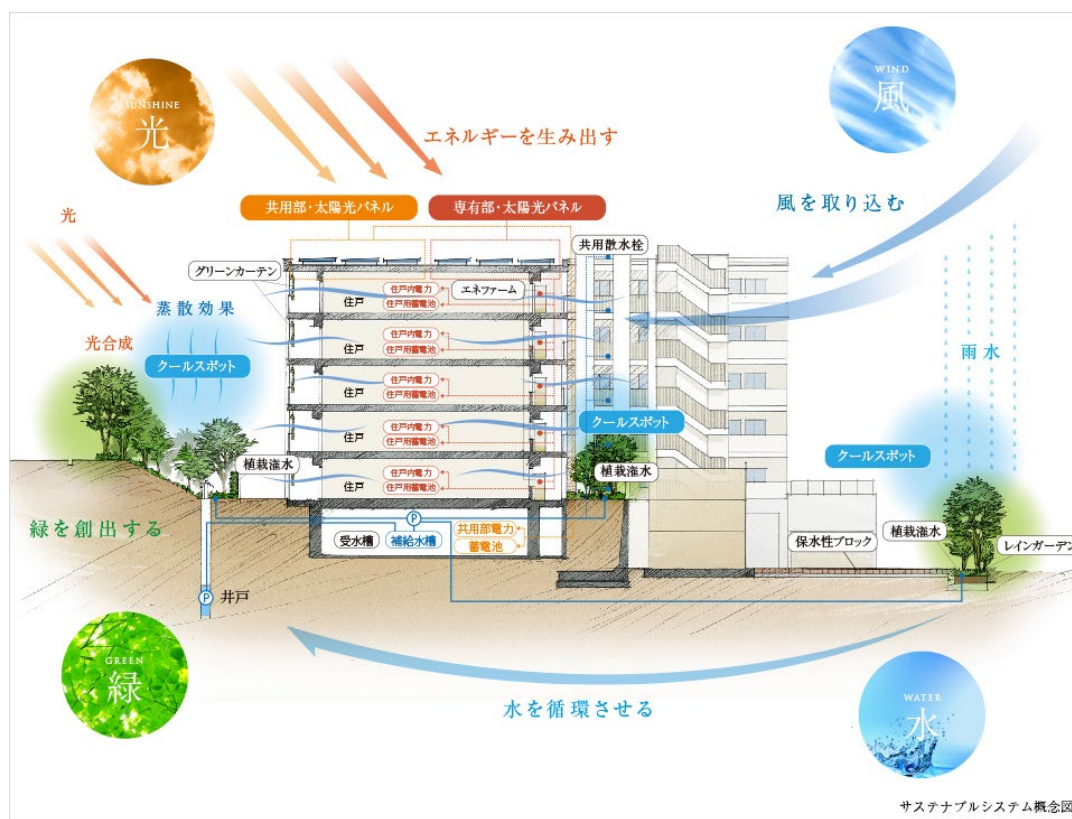 SUNSHINE
光
WIND
風
エネルギーを生み出す
共用部・太陽光パネル
専有部・太陽光パネル
風を取り込む
光
共用散水栓
グリーンカーテン
エネファーム
蒸散効果
住戸
住戸内電力
住戸用蓄電池
光合成
クールスポット
住戸
住戸内電力
住戸用蓄電池
雨水
住戸
住戸内電力
住戸用蓄電池
クールスポット
住戸
住戸内電力
住戸用蓄電池
クールスポット
植栽潅水
植栽潅水
住戸
住戸内電力
住戸用蓄電池
緑を創出する
P
受水槽
補給水槽
共用部電力
蓄電池
保水性ブロック
植栽潅水
レインガーデン
P
井戸
GREEN
緑
水を循環させる
WATER
水
サステナブルシステム概念図